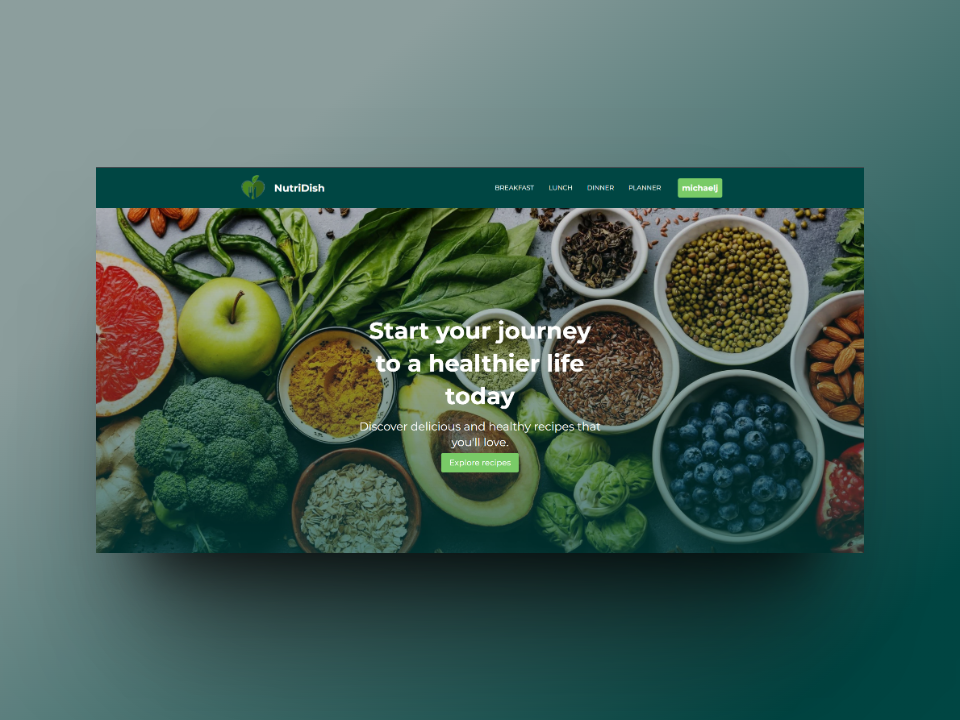 NutriDish
BREAKFAST
LUNCH
DINNER
PLANNER
michaelj
Start your journey
to a healthier life
today
Discover delicious and healthy recipes that
you'll love.
Explore recipes